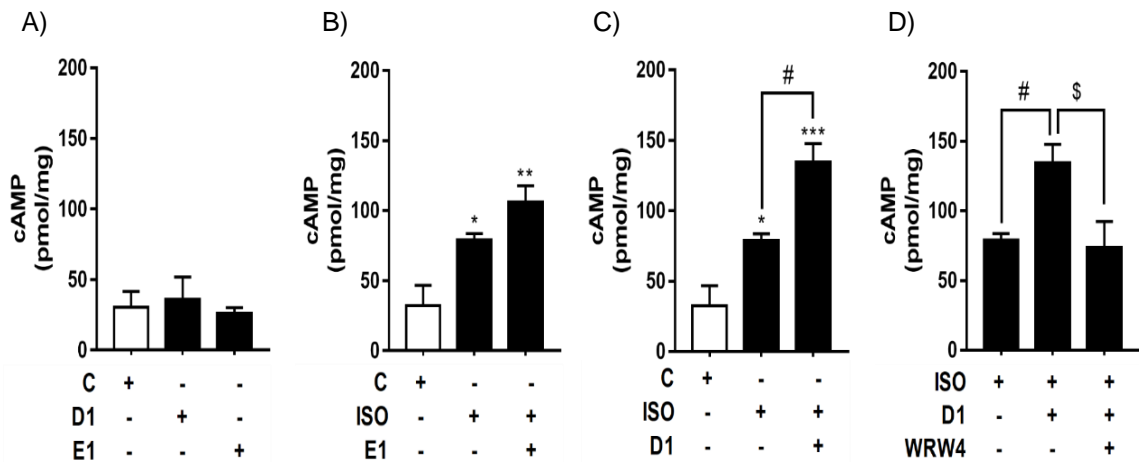 A)
200
150
100
50
0
cAMP
(pmol/mg)
C + - -
D1 - + -
E1 - - +
B)
200
150
100
50
0
cAMP
(pmol/mg)
*
**
C + - -
ISO - + +
E1 - - +
C)
200
150
100
50
0
cAMP
(pmol/mg)
#
*
***
C + - -
ISO - + +
D1 - - +
D)
200
150
100
50
0
cAMP
(pmol/mg)
#
$
ISO + + +
D1 - + +
WRW4 - - +